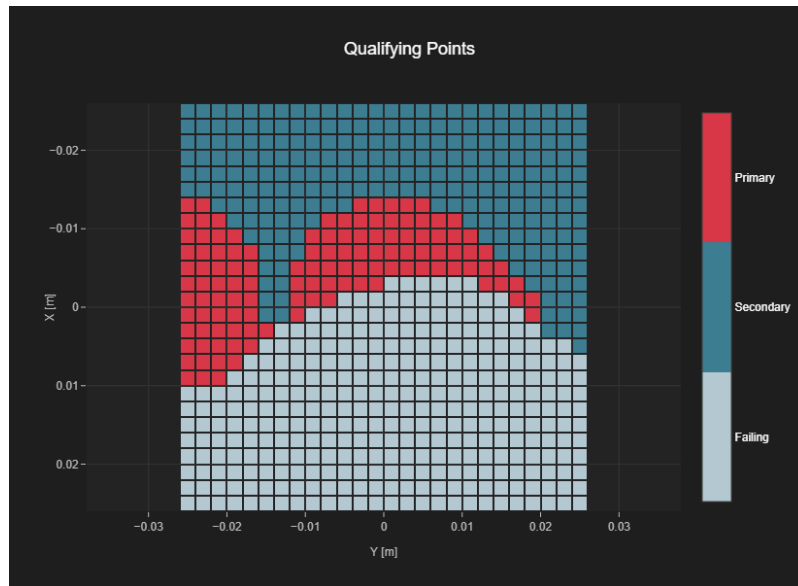 Qualifying Points
−0.02
−0.01
0
0.01
0.02
X [m]
−0.03
−0.02
−0.01
0
0.01
0.02
0.03
Y [m]
Primary
Secondary
Failing